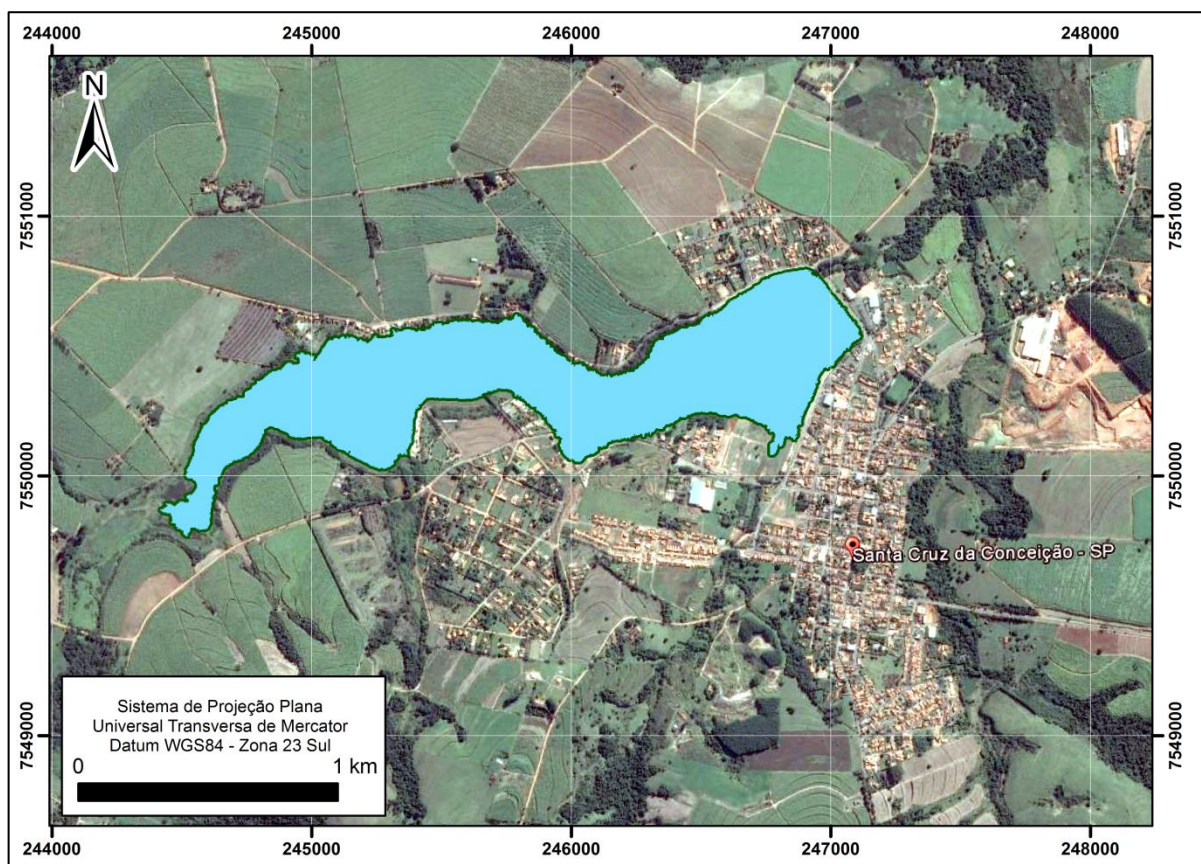 244000 245000 246000 247000 248000
N
7551000 7551000
7550000 7550000
Santa Cruz da Conceição - SP
7549000 7549000
Sistema de Projeção Plana
Universal Transversa de Mercator
Datum WGS84 - Zona 23 Sul
0 1 km
244000 245000 246000 247000 248000